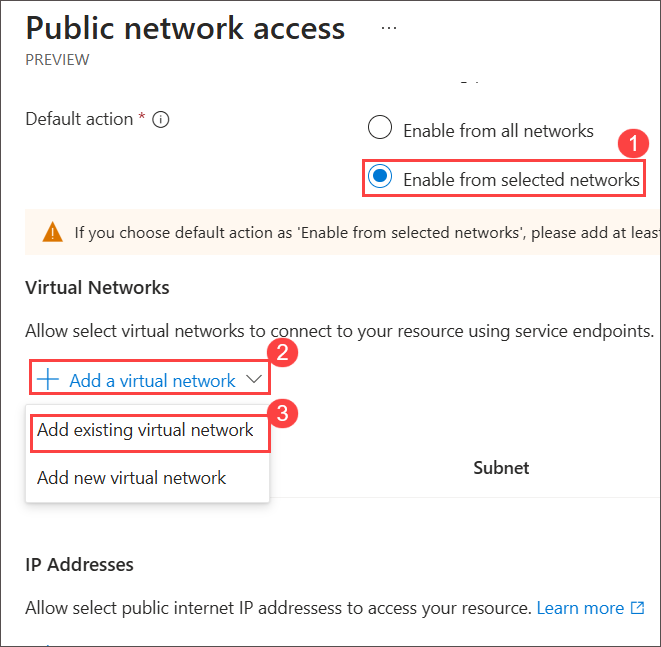 Public network access ...
PREVIEW
Default action * 
Enable from all networks
1
Enable from selected networks
If you choose default action as 'Enable from selected networks', please add at least
Virtual Networks
Allow select virtual networks to connect to your resource using service endpoints.
2
Add a virtual network
3
Add existing virtual network
Add new virtual network
Subnet
IP Addresses
Allow select public internet IP addressess to access your resource. Learn more